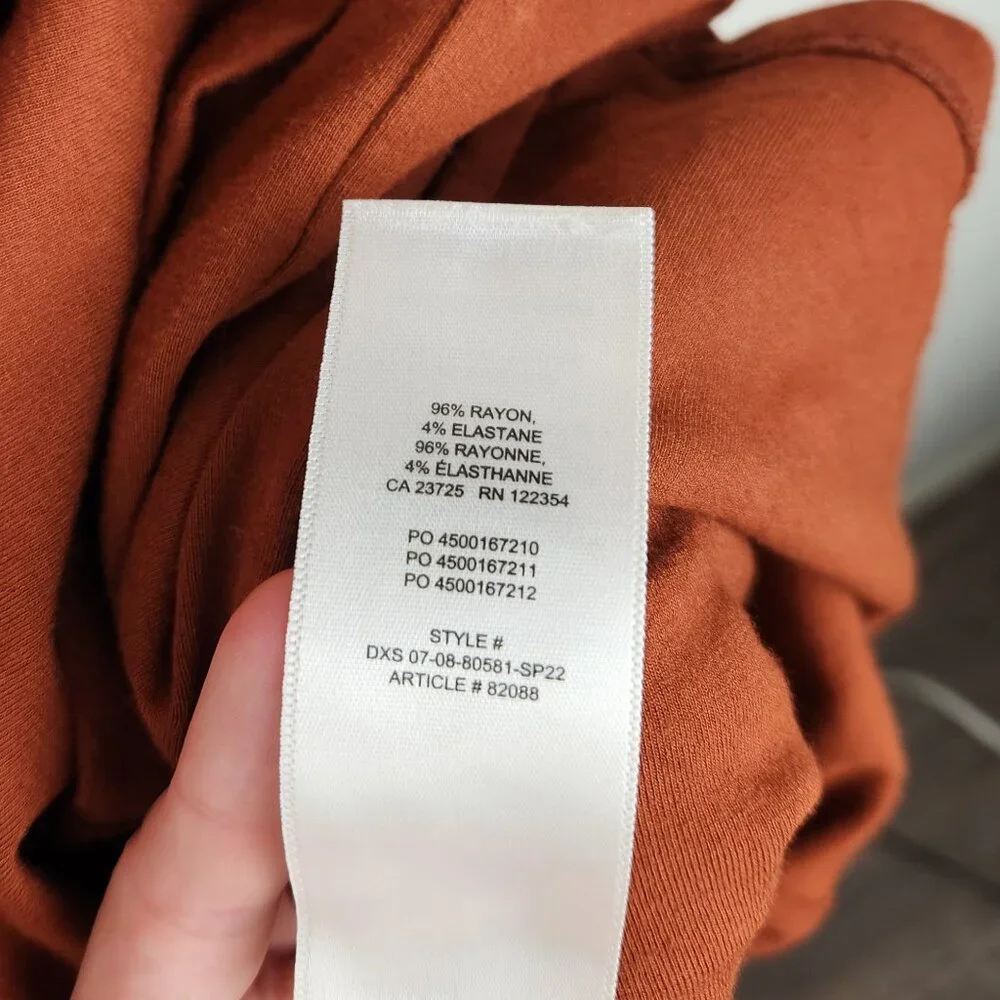 96% RAYON,
4% ELASTANE
96% RAYONNE,
4% ÉLASTHANNE
CA 23725 RN 122354
PO 4500167210
PO 4500167211
PO 4500167212
STYLE #
DXS 07-08-80581-SP22
ARTICLE # 82088